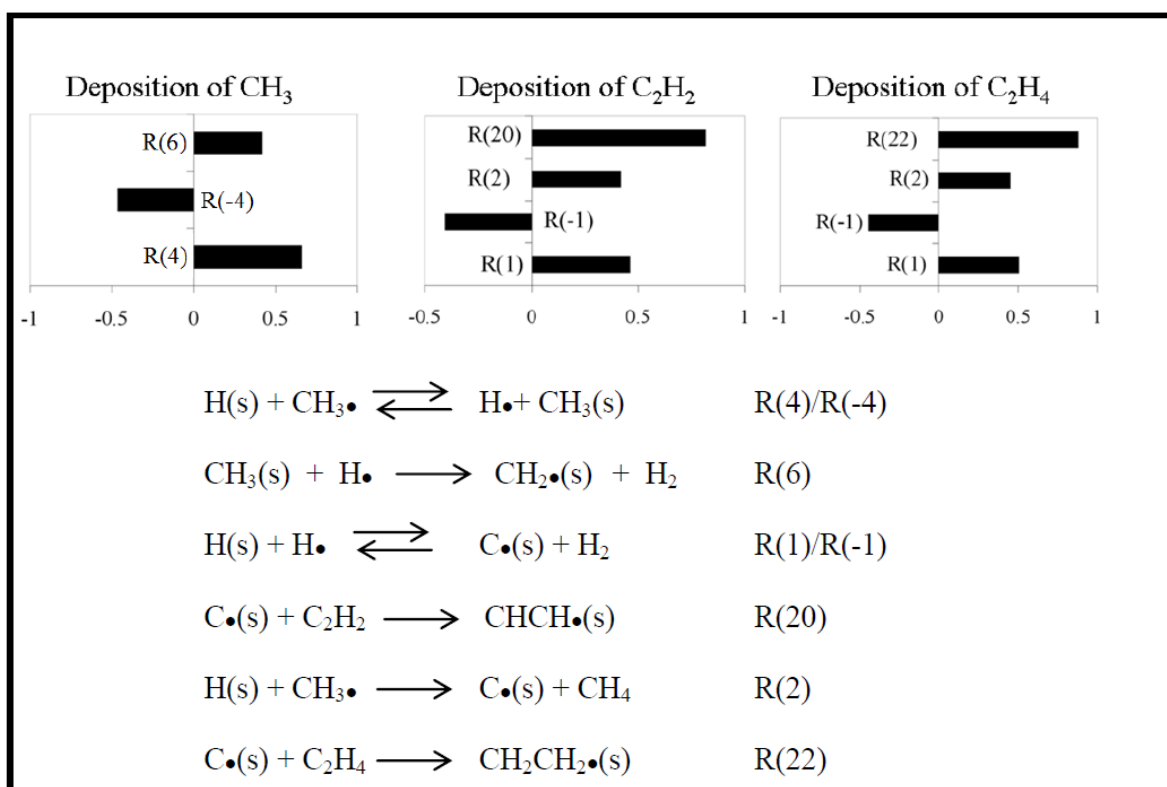 Deposition of CH₃
R(6)
R(-4)
R(4)
-1 -0.5 0 0.5 1
Deposition of C₂H₂
R(20)
R(2)
R(-1)
R(1)
-0.5 0 0.5 1
Deposition of C₂H₄
R(22)
R(2)
R(-1)
R(1)
-1 -0.5 0 0.5 1
H(s) + CH₃• ⇌ H•+ CH₃(s) R(4)/R(-4)
CH₃(s) + H• → CH₂•(s) + H₂ R(6)
H(s) + H• ⇌ C•(s) + H₂ R(1)/R(-1)
C•(s) + C₂H₂ → CHCH•(s) R(20)
H(s) + CH₃• → C•(s) + CH₄ R(2)
C•(s) + C₂H₄ → CH₂CH₂•(s) R(22)